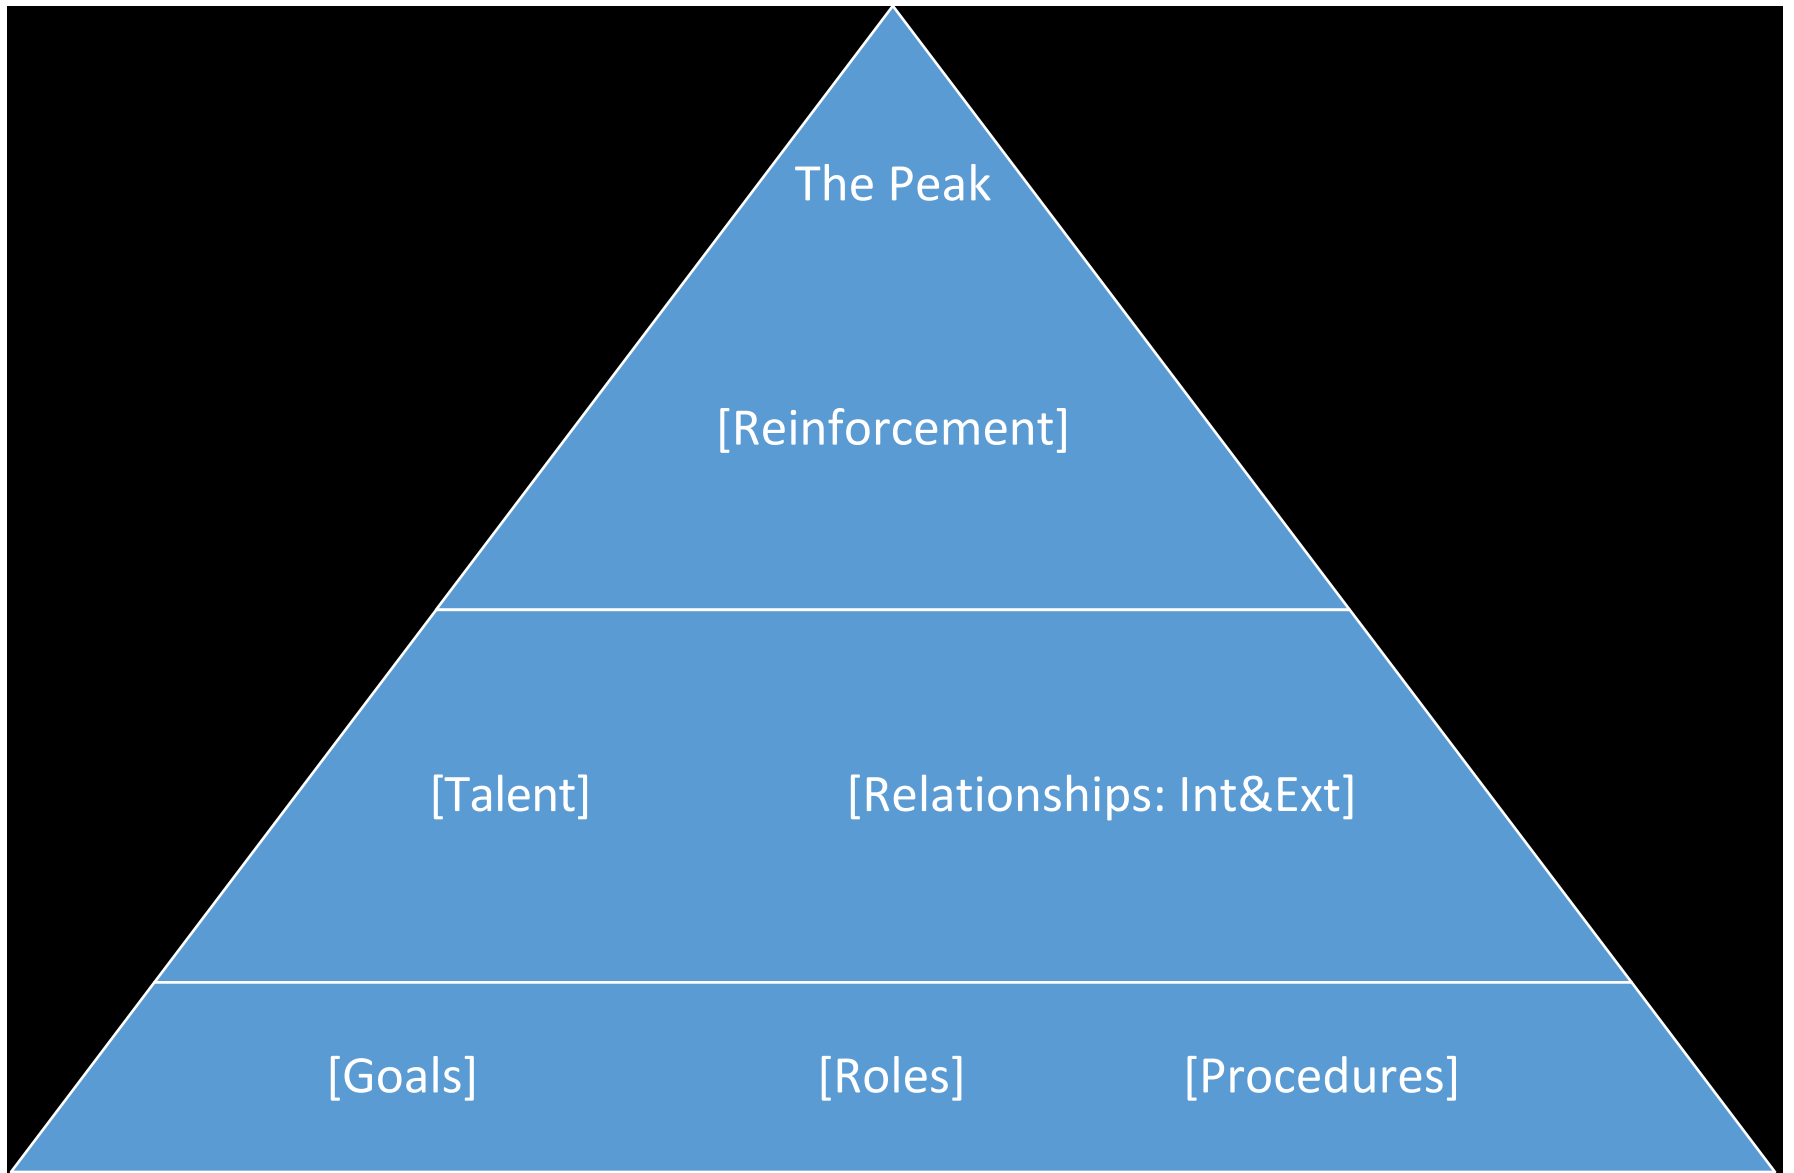 The Peak
[Reinforcement]
[Talent] [Relationships: Int&Ext]
[Goals] [Roles] [Procedures]